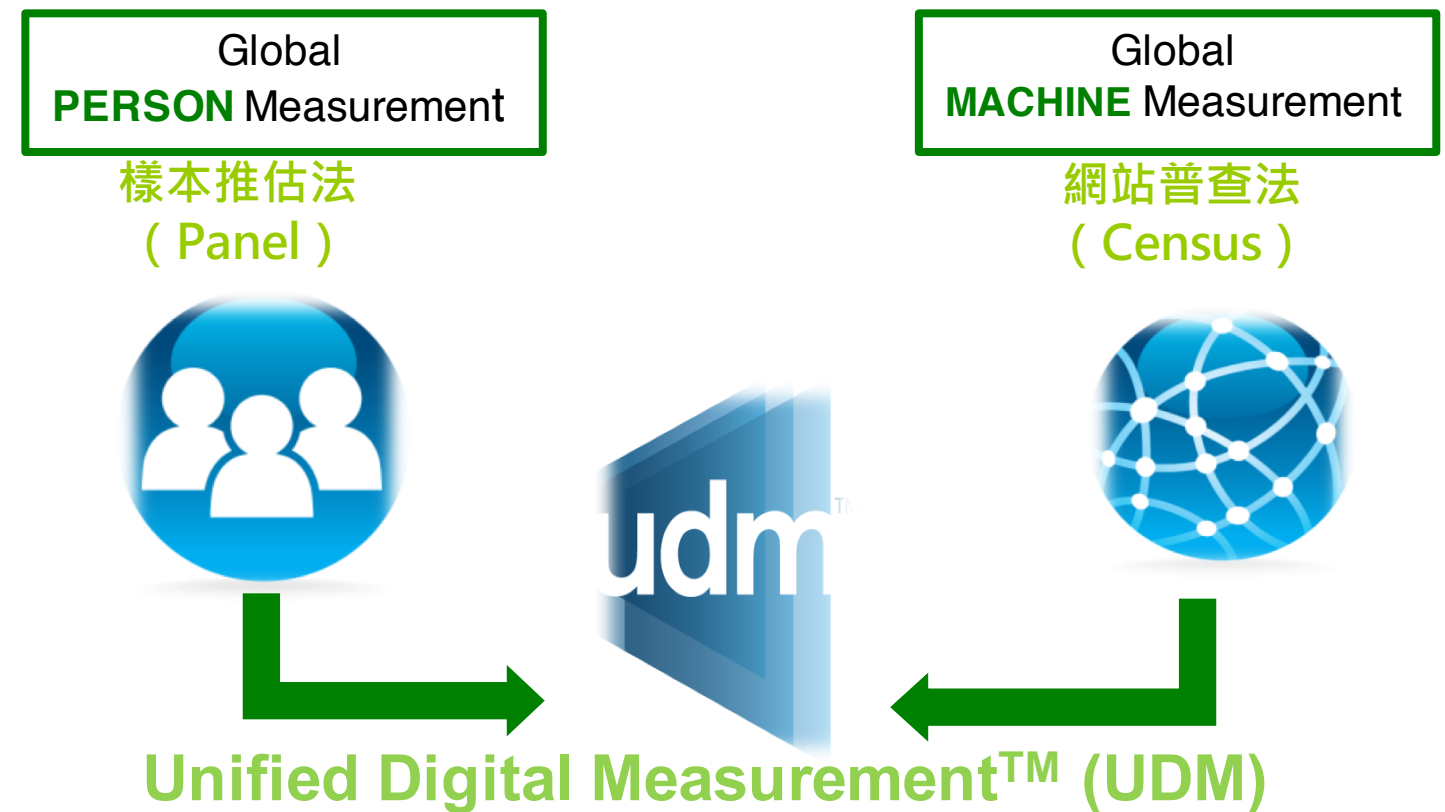 Global
PERSON Measurement
樣本推估法
( Panel )
Global
MACHINE Measurement
網站普查法
( Census )
udm™
Unified Digital Measurement™ (UDM)